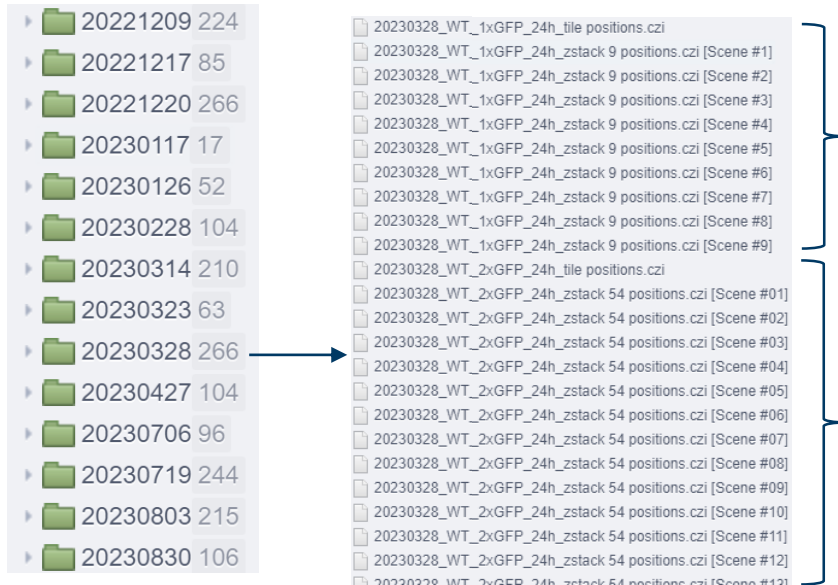 20221209 224
20221217 85
20221220 266
20230117 17
20230126 52
20230228 104
20230314 210
20230323 63
20230328 266
20230427 104
20230706 96
20230719 244
20230803 215
20230830 106
20230328_WT_1xGFP_24h_tile positions.czi
20230328_WT_1xGFP_24h_zstack 9 positions.czi [Scene #1]
20230328_WT_1xGFP_24h_zstack 9 positions.czi [Scene #2]
20230328_WT_1xGFP_24h_zstack 9 positions.czi [Scene #3]
20230328_WT_1xGFP_24h_zstack 9 positions.czi [Scene #4]
20230328_WT_1xGFP_24h_zstack 9 positions.czi [Scene #5]
20230328_WT_1xGFP_24h_zstack 9 positions.czi [Scene #6]
20230328_WT_1xGFP_24h_zstack 9 positions.czi [Scene #7]
20230328_WT_1xGFP_24h_zstack 9 positions.czi [Scene #8]
20230328_WT_1xGFP_24h_zstack 9 positions.czi [Scene #9]
20230328_WT_2xGFP_24h_tile positions.czi
20230328_WT_2xGFP_24h_zstack 54 positions.czi [Scene #01]
20230328_WT_2xGFP_24h_zstack 54 positions.czi [Scene #02]
20230328_WT_2xGFP_24h_zstack 54 positions.czi [Scene #03]
20230328_WT_2xGFP_24h_zstack 54 positions.czi [Scene #04]
20230328_WT_2xGFP_24h_zstack 54 positions.czi [Scene #05]
20230328_WT_2xGFP_24h_zstack 54 positions.czi [Scene #06]
20230328_WT_2xGFP_24h_zstack 54 positions.czi [Scene #07]
20230328_WT_2xGFP_24h_zstack 54 positions.czi [Scene #08]
20230328_WT_2xGFP_24h_zstack 54 positions.czi [Scene #09]
20230328_WT_2xGFP_24h_zstack 54 positions.czi [Scene #10]
20230328_WT_2xGFP_24h_zstack 54 positions.czi [Scene #11]
20230328_WT_2xGFP_24h_zstack 54 positions.czi [Scene #12]
20230328_WT_2xGFP_24h_zstack 54 positions.czi [Scene #13]